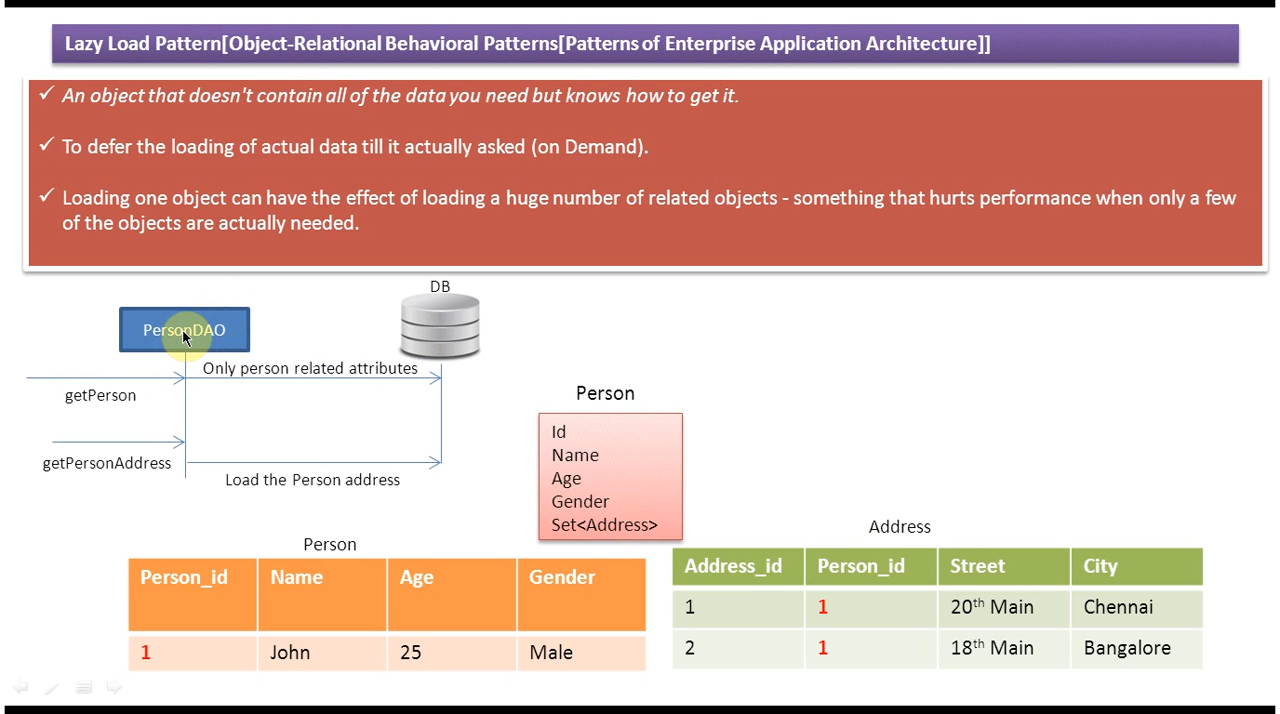 Lazy Load Pattern[Object-Relational Behavioral Patterns[Patterns of Enterprise Application Architecture]]
✓ An object that doesn't contain all of the data you need but knows how to get it.
✓ To defer the loading of actual data till it actually asked (on Demand).
✓ Loading one object can have the effect of loading a huge number of related objects - something that hurts performance when only a few
of the objects are actually needed.
DB
PersonDAO
Only person related attributes
getPerson
getPersonAddress
Load the Person address
Person
Id
Name
Age
Gender
Set<Address>
Person
Person_id Name Age Gender
1 John 25 Male
Address
Address_id Person_id Street City
1 1 20th Main Chennai
2 1 18th Main Bangalore